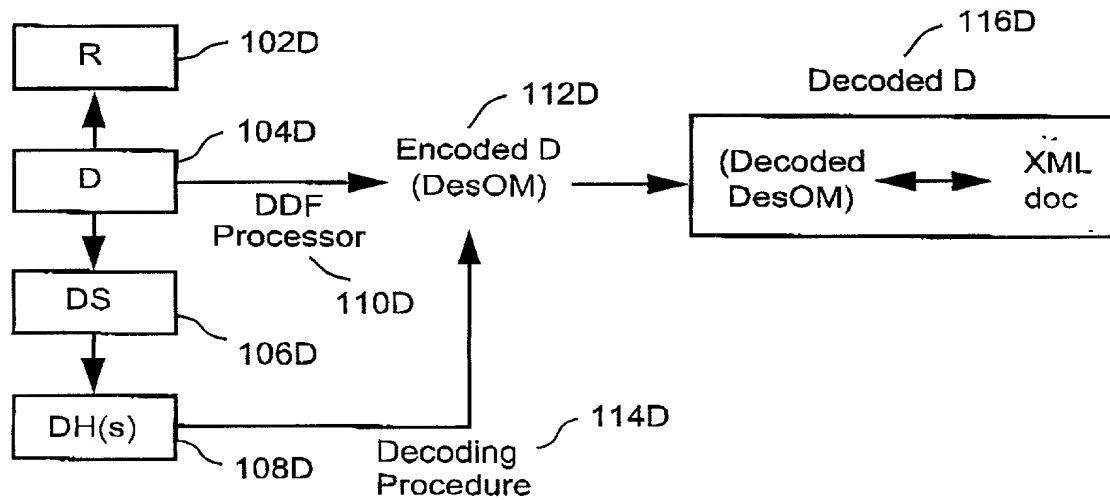 R
102D
116D
Decoded D
112D
104D
D
Encoded D
(DesOM)
(Decoded
DesOM)
XML
doc
DDF
Processor
110D
DS
106D
DH(s)
108D
114D
Decoding
Procedure